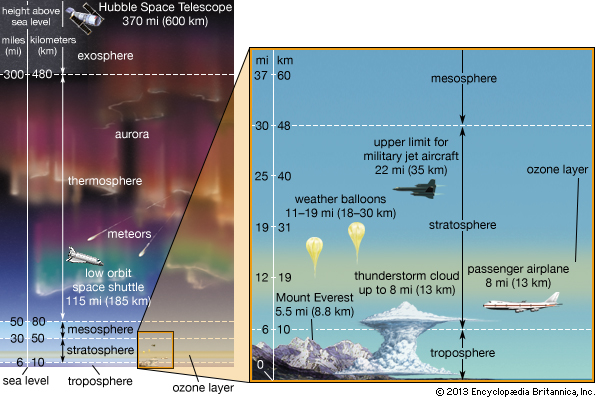 height above
sea level
miles
(mi)
kilometers
(km)
Hubble Space Telescope
370 mi (600 km)
exosphere
300 480
aurora
thermosphere
meteors
low orbit
space shuttle
115 mi (185 km)
50 80
mesosphere
30 50
stratosphere
6 10
sea level
troposphere
ozone layer
mi km
37 60
mesosphere
30 48
upper limit for
military jet aircraft
22 mi (35 km)
ozone layer
25 40
weather balloons
11–19 mi (18–30 km)
19 31
stratosphere
12 19
thunderstorm cloud
up to 8 mi (13 km)
passenger airplane
8 mi (13 km)
Mount Everest
5.5 mi (8.8 km)
6 10
troposphere
0
© 2013 Encyclopædia Britannica, Inc.